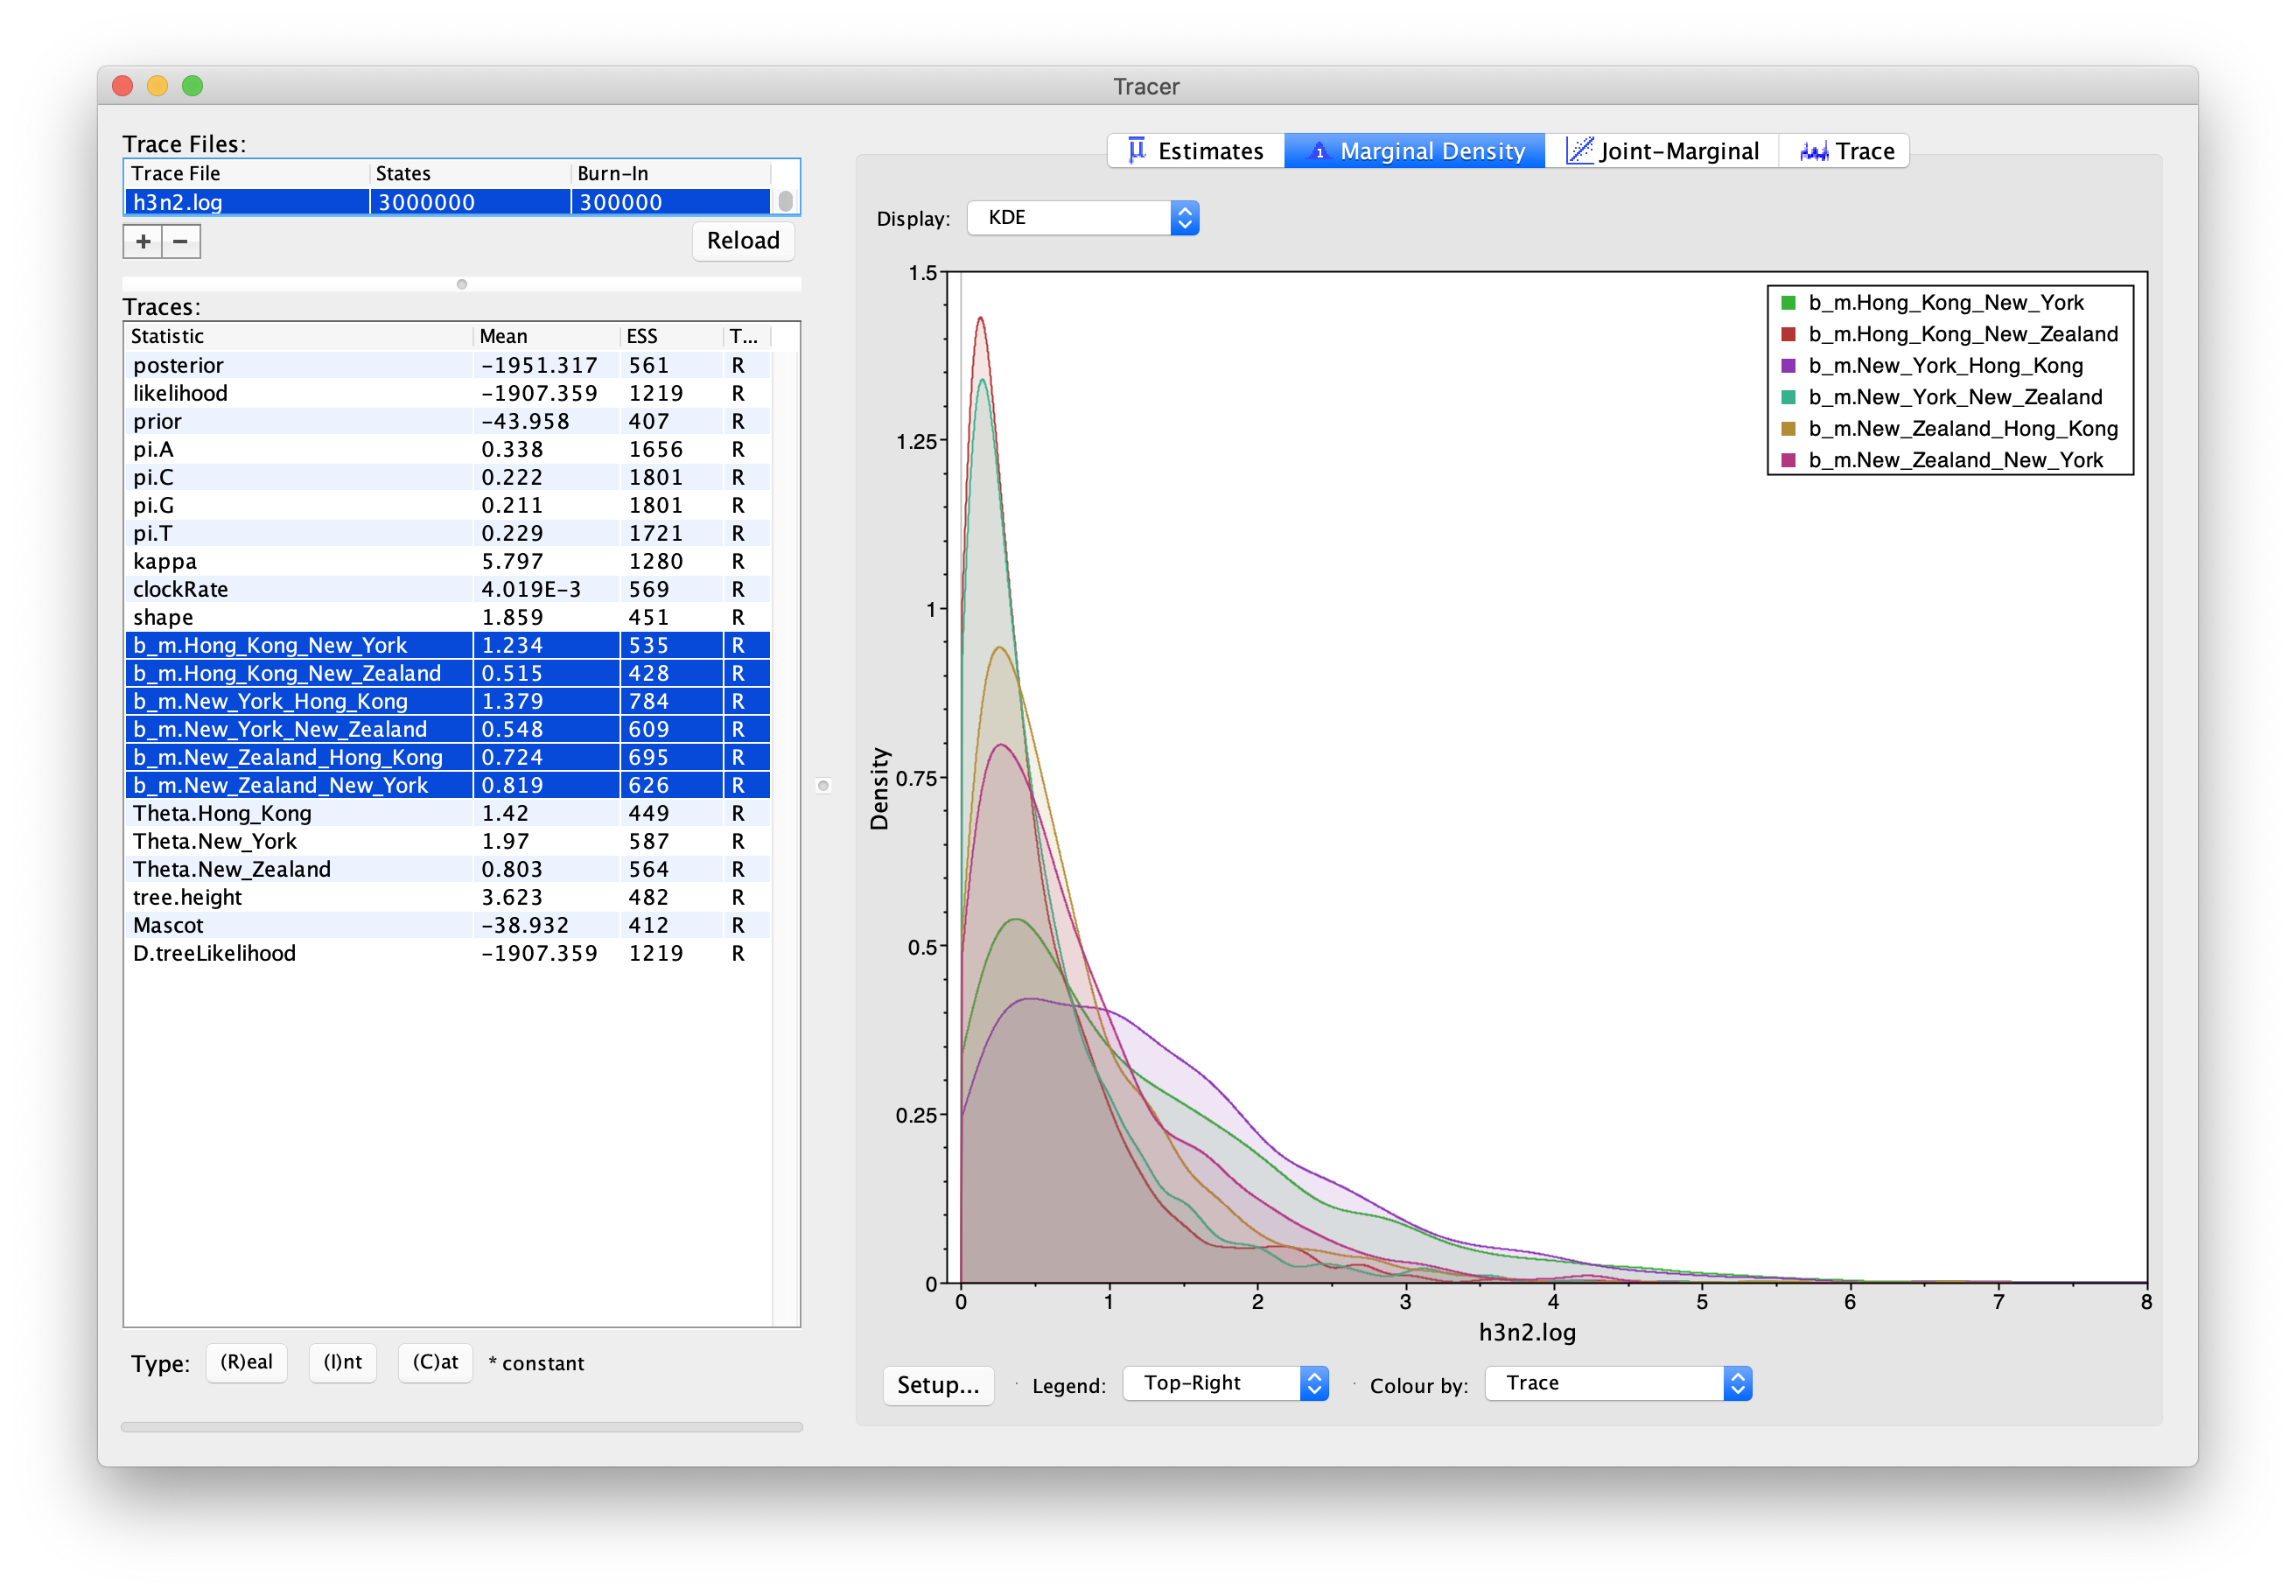 Tracer
Trace Files:
Trace File States Burn-In
h3n2.log 3000000 300000
+ − Reload
Traces:
Statistic Mean ESS T...
posterior -1951.317 561 R
likelihood -1907.359 1219 R
prior -43.958 407 R
pi.A 0.338 1656 R
pi.C 0.222 1801 R
pi.G 0.211 1801 R
pi.T 0.229 1721 R
kappa 5.797 1280 R
clockRate 4.019E-3 569 R
shape 1.859 451 R
b_m.Hong_Kong_New_York 1.234 535 R
b_m.Hong_Kong_New_Zealand 0.515 428 R
b_m.New_York_Hong_Kong 1.379 784 R
b_m.New_York_New_Zealand 0.548 609 R
b_m.New_Zealand_Hong_Kong 0.724 695 R
b_m.New_Zealand_New_York 0.819 626 R
Theta.Hong_Kong 1.42 449 R
Theta.New_York 1.97 587 R
Theta.New_Zealand 0.803 564 R
tree.height 3.623 482 R
Mascot -38.932 412 R
D.treeLikelihood -1907.359 1219 R
Type: (R)eal (I)nt (C)at * constant
μ Estimates 1 Marginal Density Joint-Marginal Trace
Display: KDE
1.5
1.25
1
0.75
0.5
0.25
0
Density
b_m.Hong_Kong_New_York
b_m.Hong_Kong_New_Zealand
b_m.New_York_Hong_Kong
b_m.New_York_New_Zealand
b_m.New_Zealand_Hong_Kong
b_m.New_Zealand_New_York
0 1 2 3 4 5 6 7 8
h3n2.log
Setup... Legend: Top-Right Colour by: Trace